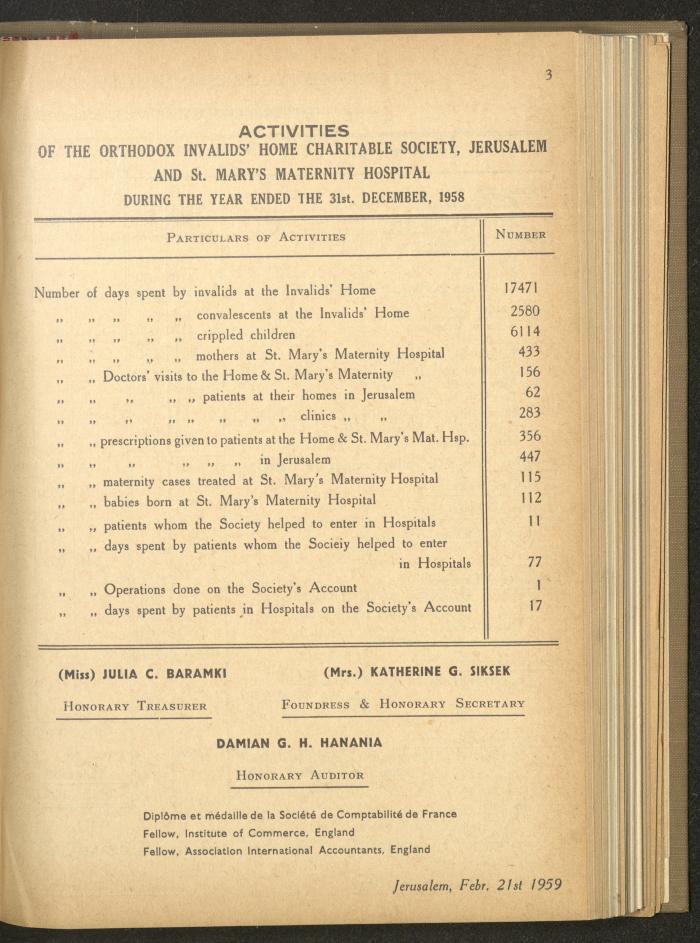 3
ACTIVITIES
OF THE ORTHODOX INVALIDS' HOME CHARITABLE SOCIETY, JERUSALEM
AND St. MARY'S MATERNITY HOSPITAL
DURING THE YEAR ENDED THE 31st. DECEMBER, 1958
PARTICULARS OF ACTIVITIES NUMBER
Number of days spent by invalids at the Invalids' Home 17471
„ „ „ „ „ convalescents at the Invalids' Home 2580
„ „ „ „ „ crippled children 6114
„ „ „ „ „ mothers at St. Mary's Maternity Hospital 433
„ „ Doctors' visits to the Home & St. Mary's Maternity „ 156
„ „ „ „ „ patients at their homes in Jerusalem 62
„ „ „ „ „ „ „ „ clinics „ „ 283
„ „ prescriptions given to patients at the Home & St. Mary's Mat. Hsp. 356
„ „ „ „ „ „ in Jerusalem 447
„ „ maternity cases treated at St. Mary's Maternity Hospital 115
„ „ babies born at St. Mary's Maternity Hospital 112
„ „ patients whom the Society helped to enter in Hospitals 11
„ „ days spent by patients whom the Socieiy helped to enter
in Hospitals 77
„ „ Operations done on the Society's Account 1
„ „ days spent by patients in Hospitals on the Society's Account 17
(Miss) JULIA C. BARAMKI (Mrs.) KATHERINE G. SIKSEK
HONORARY TREASURER FOUNDRESS & HONORARY SECRETARY
DAMIAN G. H. HANANIA
HONORARY AUDITOR
Diplôme et médaille de la Société de Comptabilité de France
Fellow, Institute of Commerce, England
Fellow, Association International Accountants, England
Jerusalem, Febr. 21st 1959